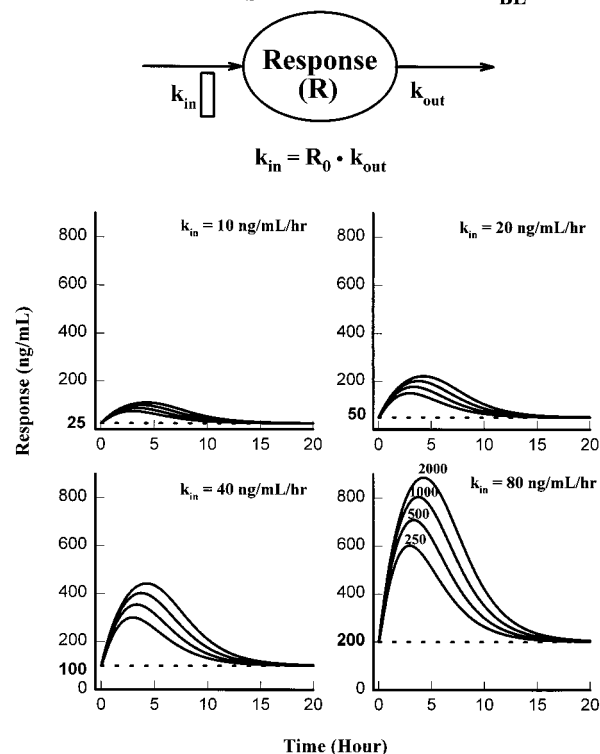 Response
(R)
k_in
k_out
k_in = R_0 • k_out
k_in = 10 ng/mL/hr
k_in = 20 ng/mL/hr
800
600
400
200
25
0 5 10 15 20
800
600
400
200
50
0 5 10 15 20
Response (ng/mL)
k_in = 40 ng/mL/hr
k_in = 80 ng/mL/hr
800
600
400
200
100
0
0 5 10 15 20
2000
1000
500
250
800
600
400
200
0
0 5 10 15 20
Time (Hour)